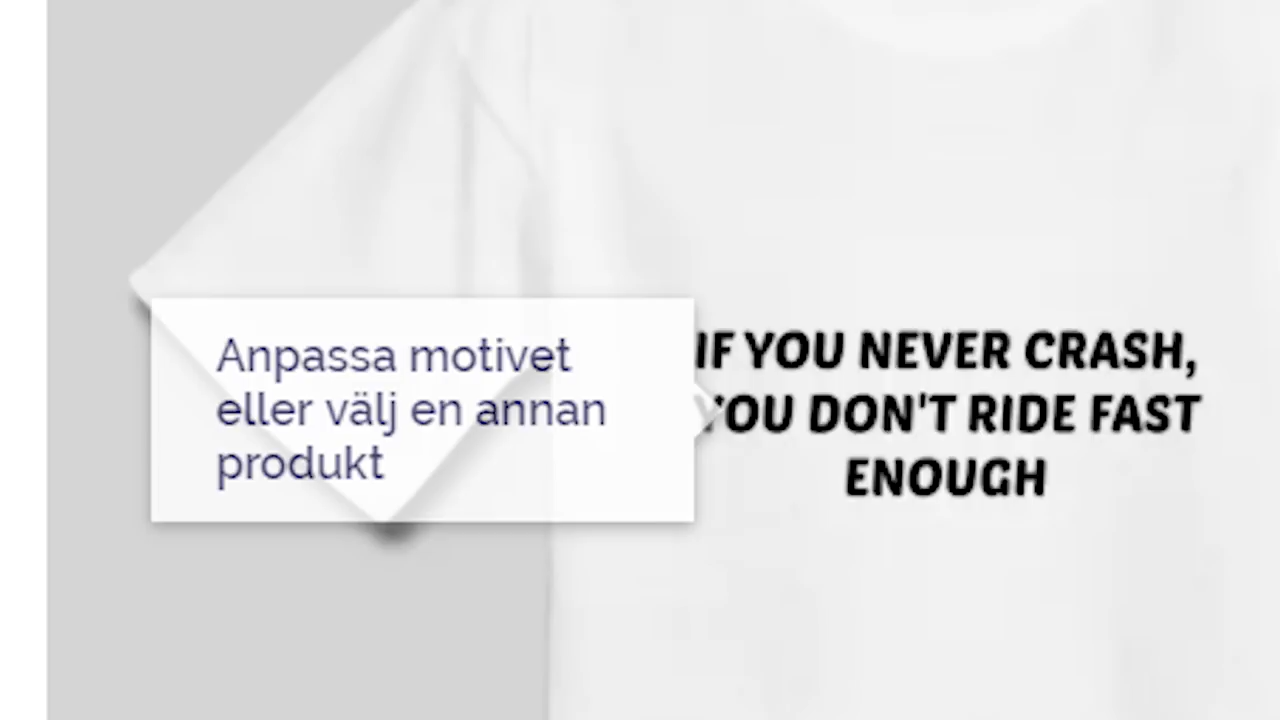 Anpassa motivet
eller välj en annan
produkt
IF YOU NEVER CRASH,
YOU DON'T RIDE FAST
ENOUGH